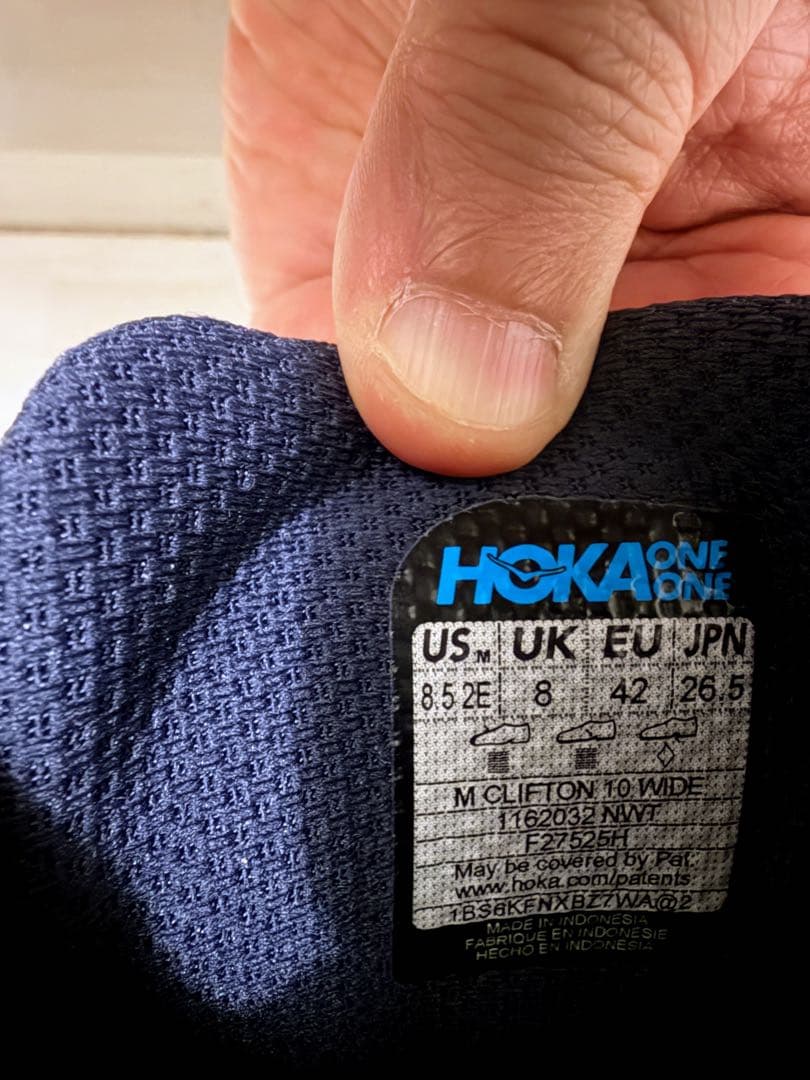 HOKA ONE ONE
US M UK EU JPN
8.5 2E 8 42 26.5
M CLIFTON 10 WIDE
1162032 NWT
F27525H
May be covered by Pat.
www.hoka.com/patents
1BS6KFNXBZ7WA@2
MADE IN INDONESIA
FABRIQUE EN INDONESIE
HECHO EN INDONESIA